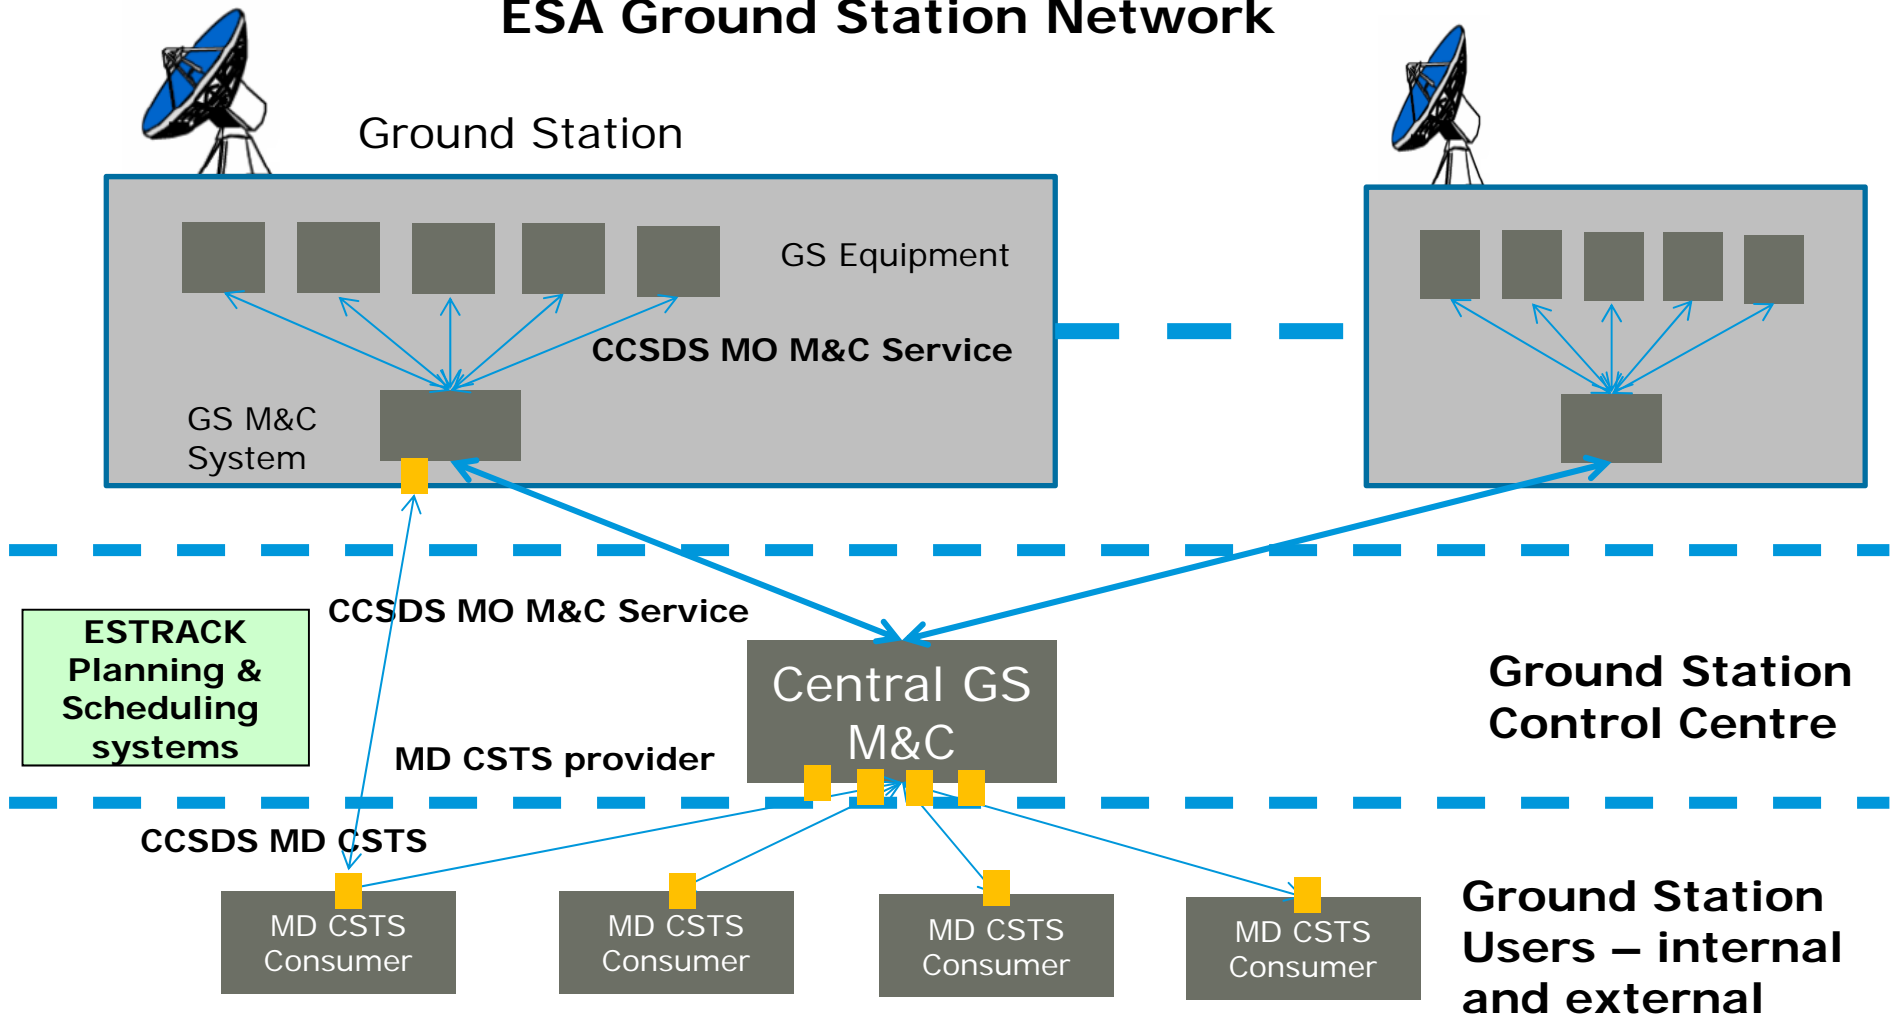 ESA Ground Station Network
Ground Station
GS Equipment
CCSDS MO M&C Service
GS M&C
System
CCSDS MO M&C Service
ESTRACK
Planning &
Scheduling
systems
Central GS
M&C
Ground Station
Control Centre
MD CSTS provider
CCSDS MD CSTS
MD CSTS
Consumer
MD CSTS
Consumer
MD CSTS
Consumer
MD CSTS
Consumer
Ground Station
Users – internal
and external